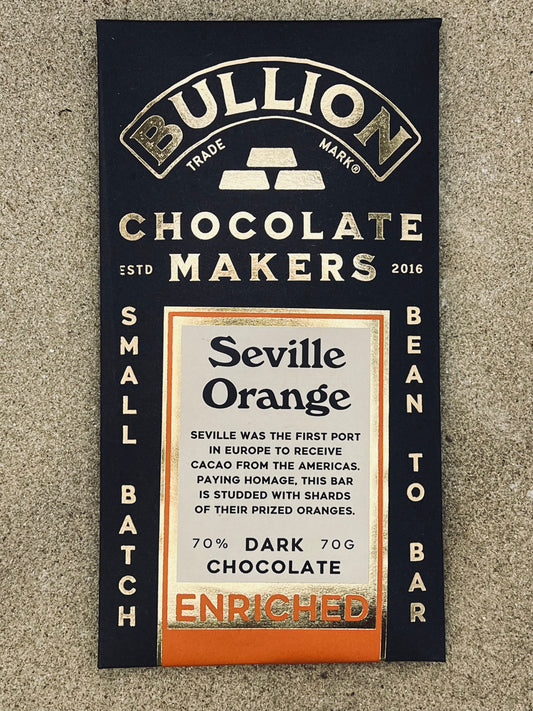 BULLION
TRADE MARK®
CHOCOLATE
ESTD MAKERS 2016
SMALL BATCH
BEAN TO BAR
Seville
Orange
SEVILLE WAS THE FIRST PORT
IN EUROPE TO RECEIVE
CACAO FROM THE AMERICAS.
PAYING HOMAGE, THIS BAR
IS STUDDED WITH SHARDS
OF THEIR PRIZED ORANGES.
70% DARK 70G
CHOCOLATE
ENRICHED